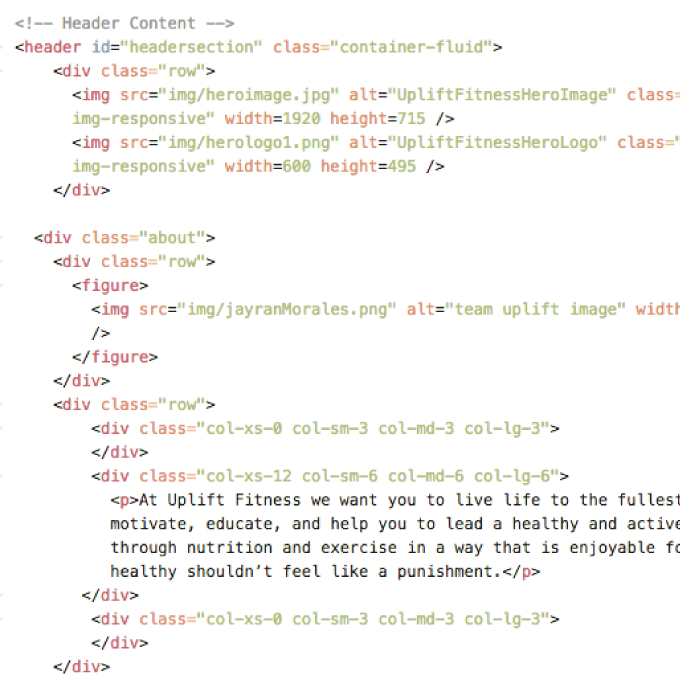 <!-- Header Content -->
<header id="headersection" class="container-fluid">
<div class="row">
<img src="img/heroimage.jpg" alt="UpliftFitnessHeroImage" class=
img-responsive" width=1920 height=715 />
<img src="img/herologo1.png" alt="UpliftFitnessHeroLogo" class="
img-responsive" width=600 height=495 />
</div>
<div class="about">
<div class="row">
<figure>
<img src="img/jayranMorales.png" alt="team uplift image" width
/>
</figure>
</div>
<div class="row">
<div class="col-xs-0 col-sm-3 col-md-3 col-lg-3">
</div>
<div class="col-xs-12 col-sm-6 col-md-6 col-lg-6">
<p>At Uplift Fitness we want you to live life to the fullest
motivate, educate, and help you to lead a healthy and active
through nutrition and exercise in a way that is enjoyable fo
healthy shouldn’t feel like a punishment.</p>
</div>
<div class="col-xs-0 col-sm-3 col-md-3 col-lg-3">
</div>
</div>